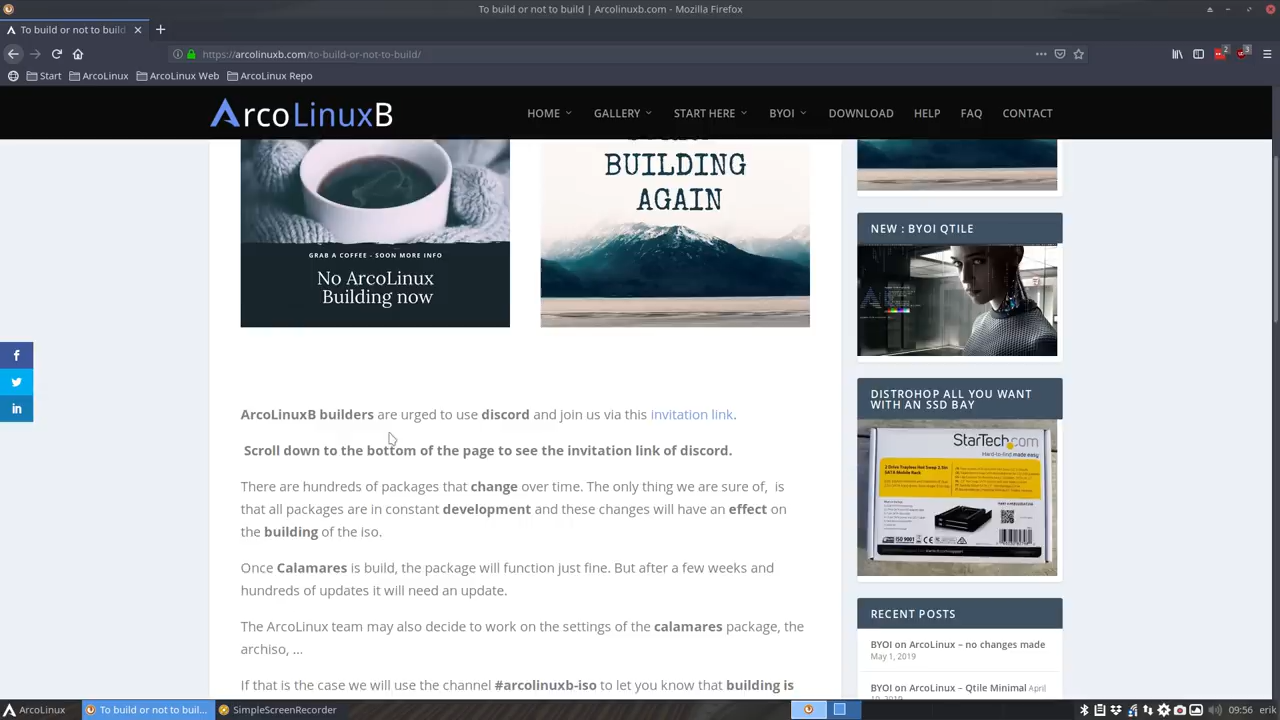 To build or not to build | Arcolinuxb.com - Mozilla Firefox
To build or not to build
https://arcolinuxb.com/to-build-or-not-to-build/
2
3
Start
ArcoLinux
ArcoLinux Web
ArcoLinux Repo
ArcoLinuxB
HOME
GALLERY
START HERE
BYOI
DOWNLOAD
HELP
FAQ
CONTACT
GRAB A COFFEE - SOON MORE INFO
No ArcoLinux
Building now
BUILDING
AGAIN
ArcoLinuxB builders are urged to use discord and join us via this invitation link.
Scroll down to the bottom of the page to see the invitation link of discord.
There are hundreds of packages that change over time. The only thing we are sure of,  is
that all packages are in constant development and these changes will have an effect on
the building of the iso.
Once Calamares is build, the package will function just fine. But after a few weeks and
hundreds of updates it will need an update.
The ArcoLinux team may also decide to work on the settings of the calamares package, the
archiso, ...
If that is the case we will use the channel #arcolinuxb-iso to let you know that building is
NEW : BYOI QTILE
DISTROHOP ALL YOU WANT
WITH AN SSD BAY
StarTech.com
Hard-to-find made easy
RECENT POSTS
BYOI on ArcoLinux – no changes made
May 1, 2019
BYOI on ArcoLinux – Qtile Minimal April
ArcoLinux
To build or not to buil...
SimpleScreenRecorder
09:56
erik